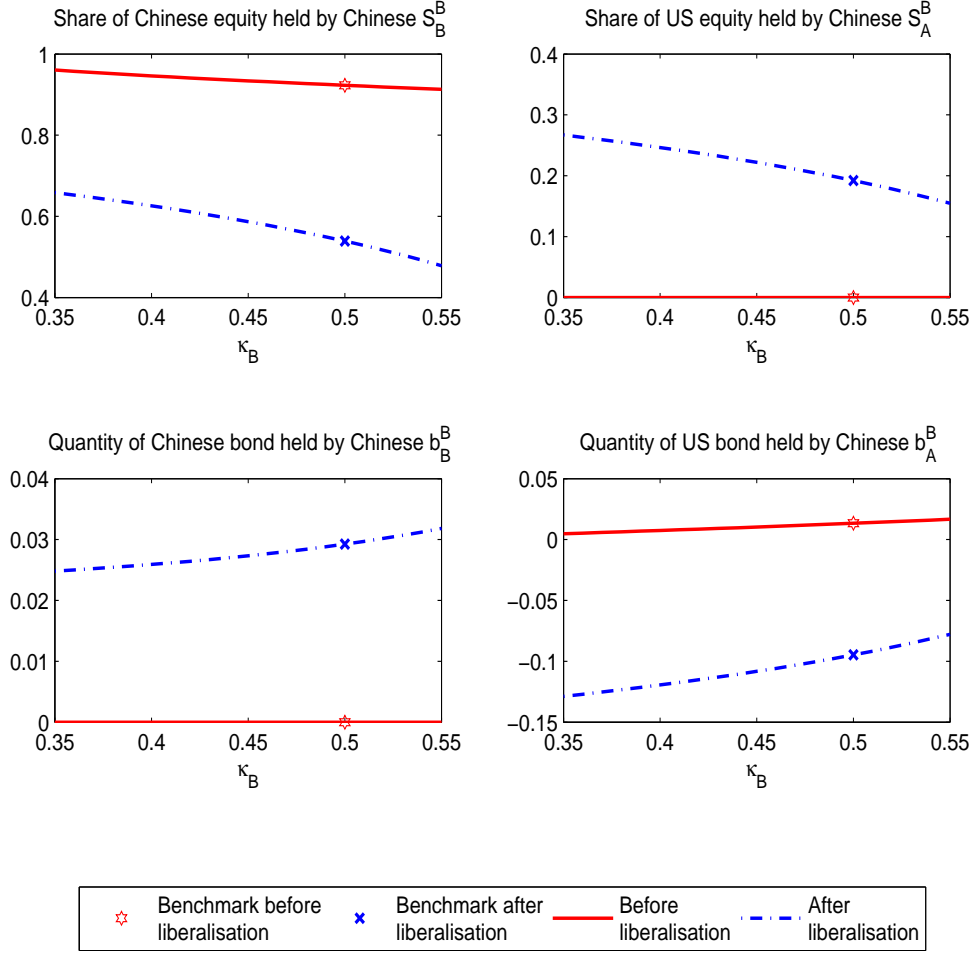 Share of Chinese equity held by Chinese S_B^B
1
0.8
0.6
0.4
0.35 0.4 0.45 0.5 0.55
κ_B
Share of US equity held by Chinese S_A^B
0.4
0.3
0.2
0.1
0
0.35 0.4 0.45 0.5 0.55
κ_B
Quantity of Chinese bond held by Chinese b_B^B
0.04
0.03
0.02
0.01
0
0.35 0.4 0.45 0.5 0.55
κ_B
Quantity of US bond held by Chinese b_A^B
0.05
0
−0.05
−0.1
−0.15
0.35 0.4 0.45 0.5 0.55
κ_B
Benchmark before
liberalisation
Benchmark after
liberalisation
Before
liberalisation
After
liberalisation